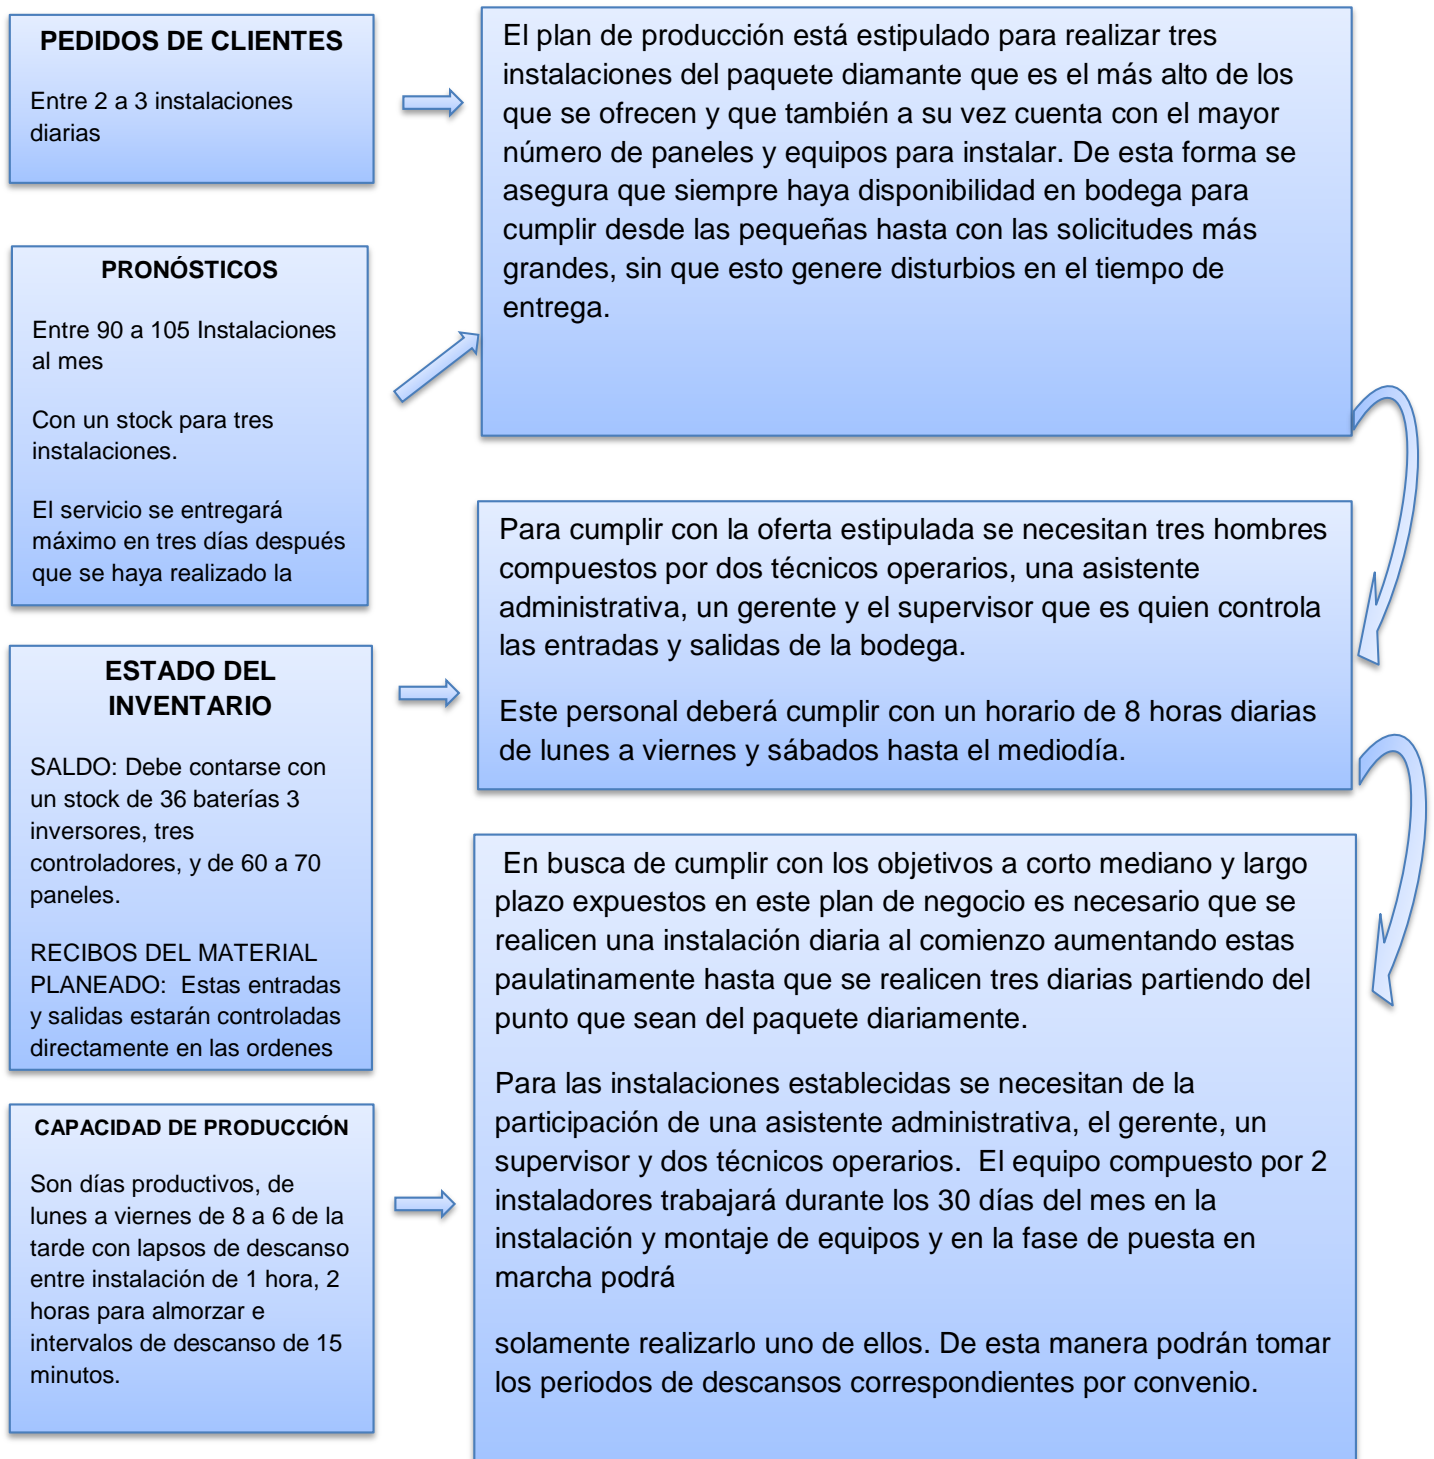 PEDIDOS DE CLIENTES
Entre 2 a 3 instalaciones
diarias
El plan de producción está estipulado para realizar tres
instalaciones del paquete diamante que es el más alto de los
que se ofrecen y que también a su vez cuenta con el mayor
número de paneles y equipos para instalar. De esta forma se
asegura que siempre haya disponibilidad en bodega para
cumplir desde las pequeñas hasta con las solicitudes más
grandes, sin que esto genere disturbios en el tiempo de
entrega.
PRONÓSTICOS
Entre 90 a 105 Instalaciones
al mes
Con un stock para tres
instalaciones.
El servicio se entregará
máximo en tres días después
que se haya realizado la
Para cumplir con la oferta estipulada se necesitan tres hombres
compuestos por dos técnicos operarios, una asistente
administrativa, un gerente y el supervisor que es quien controla
las entradas y salidas de la bodega.
Este personal deberá cumplir con un horario de 8 horas diarias
de lunes a viernes y sábados hasta el mediodía.
ESTADO DEL
INVENTARIO
SALDO: Debe contarse con
un stock de 36 baterías 3
inversores, tres
controladores, y de 60 a 70
paneles.
RECIBOS DEL MATERIAL
PLANEADO:  Estas entradas
y salidas estarán controladas
directamente en las ordenes
En busca de cumplir con los objetivos a corto mediano y largo
plazo expuestos en este plan de negocio es necesario que se
realicen una instalación diaria al comienzo aumentando estas
paulatinamente hasta que se realicen tres diarias partiendo del
punto que sean del paquete diariamente.
Para las instalaciones establecidas se necesitan de la
participación de una asistente administrativa, el gerente, un
supervisor y dos técnicos operarios.  El equipo compuesto por 2
instaladores trabajará durante los 30 días del mes en la
instalación y montaje de equipos y en la fase de puesta en
marcha podrá
solamente realizarlo uno de ellos. De esta manera podrán tomar
los periodos de descansos correspondientes por convenio.
CAPACIDAD DE PRODUCCIÓN
Son días productivos, de
lunes a viernes de 8 a 6 de la
tarde con lapsos de descanso
entre instalación de 1 hora, 2
horas para almorzar e
intervalos de descanso de 15
minutos.